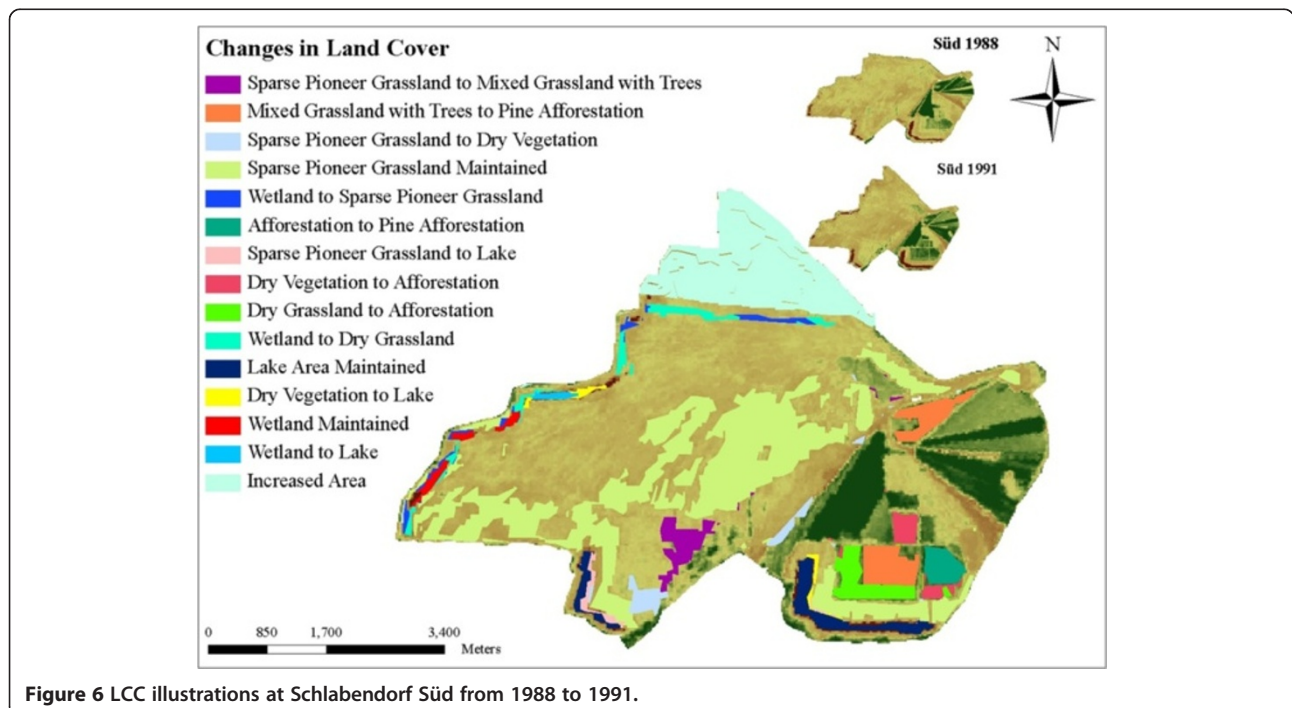 Changes in Land Cover
Sparse Pioneer Grassland to Mixed Grassland with Trees
Mixed Grassland with Trees to Pine Afforestation
Sparse Pioneer Grassland to Dry Vegetation
Sparse Pioneer Grassland Maintained
Wetland to Sparse Pioneer Grassland
Afforestation to Pine Afforestation
Sparse Pioneer Grassland to Lake
Dry Vegetation to Afforestation
Dry Grassland to Afforestation
Wetland to Dry Grassland
Lake Area Maintained
Dry Vegetation to Lake
Wetland Maintained
Wetland to Lake
Increased Area
Süd 1988
N
Süd 1991
0 850 1,700 3,400
Meters
Figure 6 LCC illustrations at Schlabendorf Süd from 1988 to 1991.